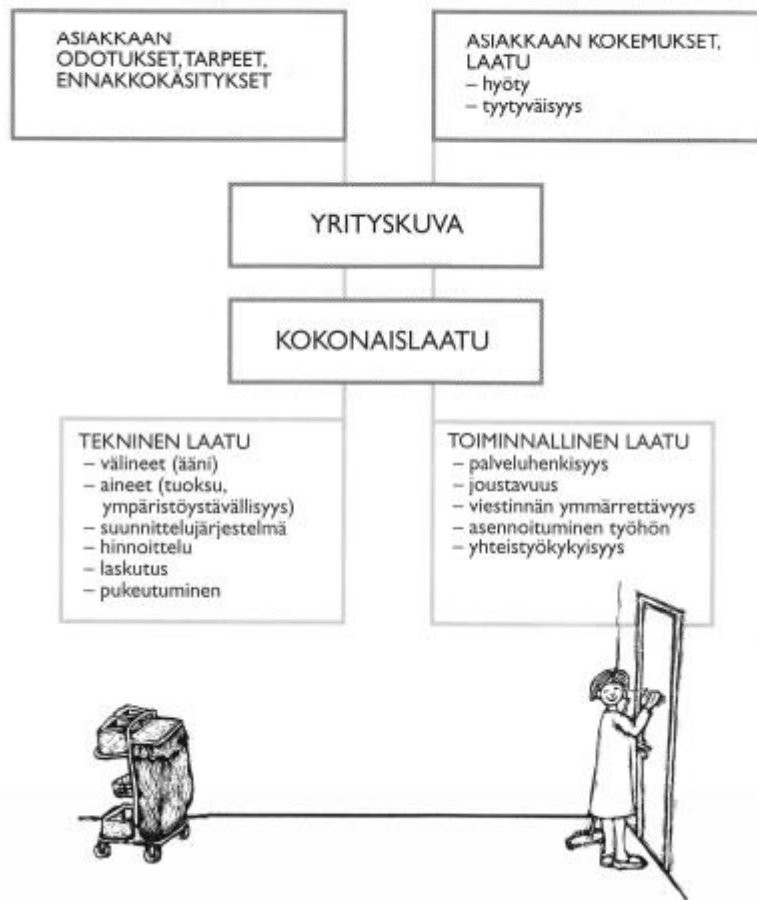 ASIAKKAAN
ODOTUKSET, TARPEET,
ENNAKKOKÄSITYKSET
ASIAKKAAN KOKEMUKSET,
LAATU
– hyöty
– tyytyväisyys
YRITYSKUVA
KOKONAISLAATU
TEKNINEN LAATU
– välineet (ääni)
– aineet (tuoksu,
ympäristöystävällisyys)
– suunnittelujärjestelmä
– hinnoittelu
– laskutus
– pukeutuminen
TOIMINNALLINEN LAATU
– palveluhenkisyys
– joustavuus
– viestinnän ymmärrettävyys
– asennoituminen työhön
– yhteistyökykyisyys